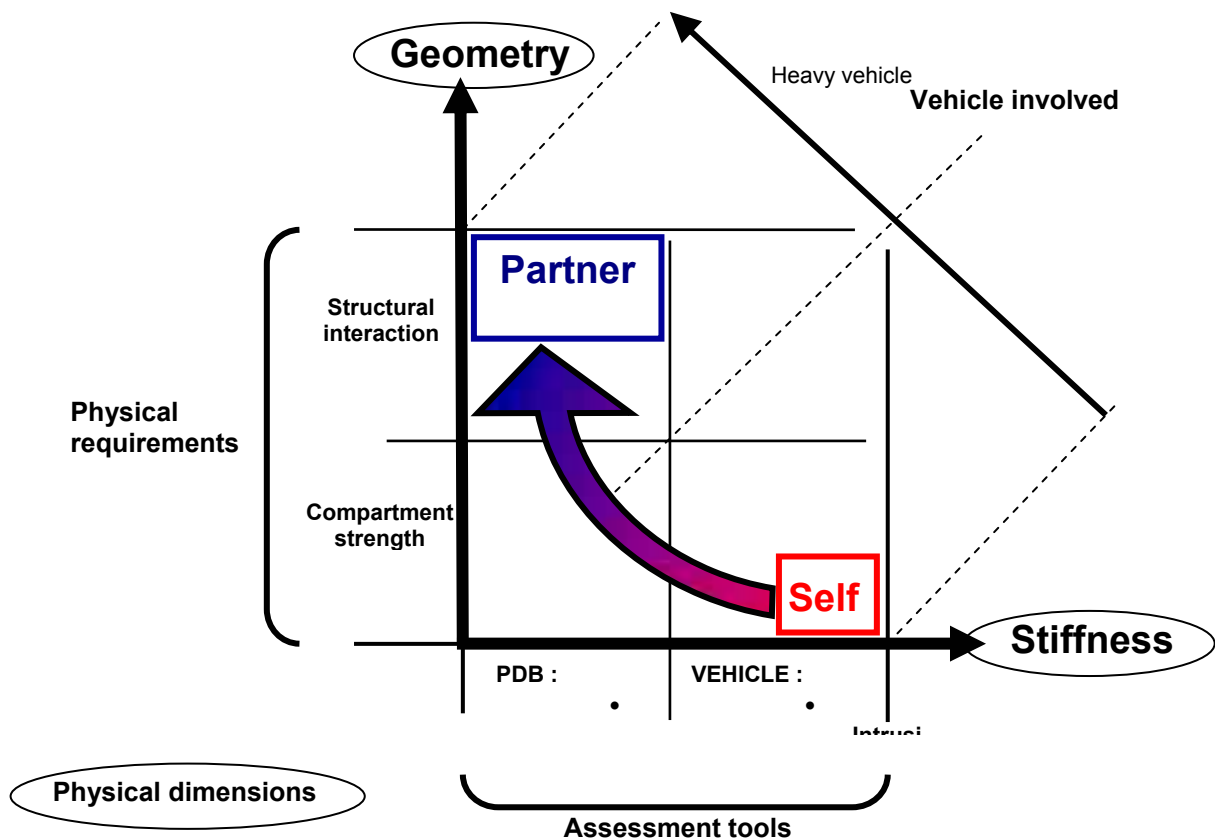 Geometry
Heavy vehicle
Vehicle involved
Partner
Structural
interaction
Physical
requirements
Compartment
strength
Self
Stiffness
PDB :
VEHICLE :
•
•
Physical dimensions
Assessment tools